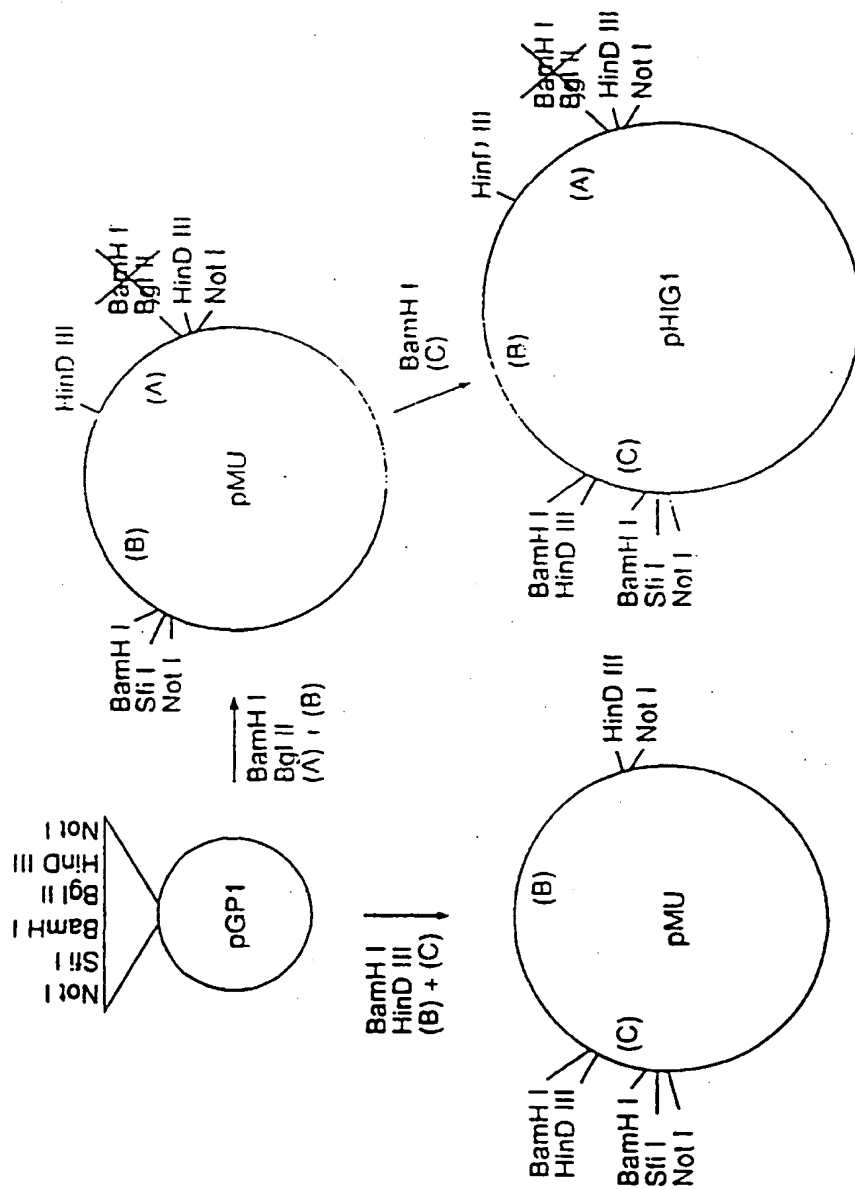 Not I
Sfi I
BamH I
Bgl II
HinD III
Not I
pGP1
BamH I
Bgl II
(A) + (B)
BamH I
HinD III
(B) + (C)
HinD III
BamH I
Bgl II
HinD III
Not I
(A)
(B)
pMU
BamH I
Sfi I
Not I
BamH I
(C)
HinD III
Not I
(B)
(C)
pMU
BamH I
HinD III
BamH I
Sfi I
Not I
HinD III
BamH I
Bgl II
HinD III
Not I
(A)
(B)
(C)
pHIG1
BamH I
HinD III
BamH I
Sfi I
Not I